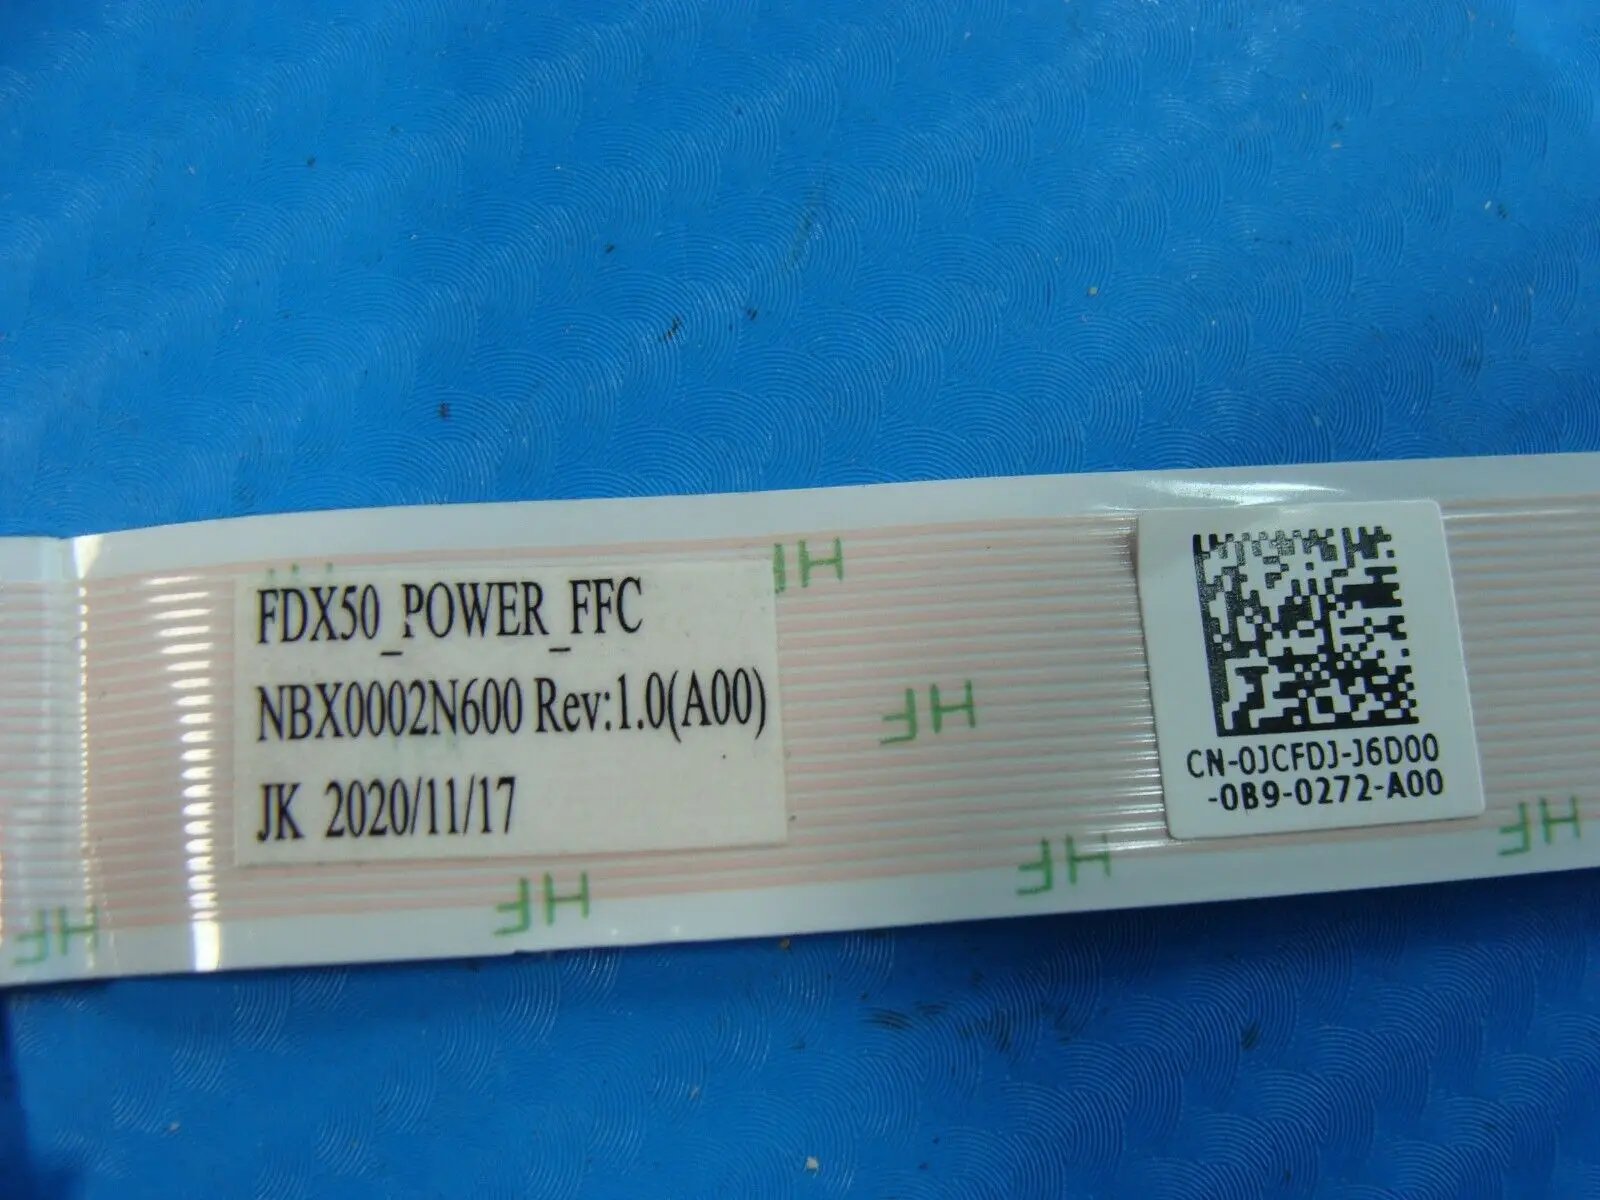 FDX50_POWER_FFC
NBX0002N600 Rev:1.0(A00)
JK 2020/11/17
HF
HF
HF
HF
HF
HF
CN-0JCFDJ-J6D00
-0B9-0272-A00